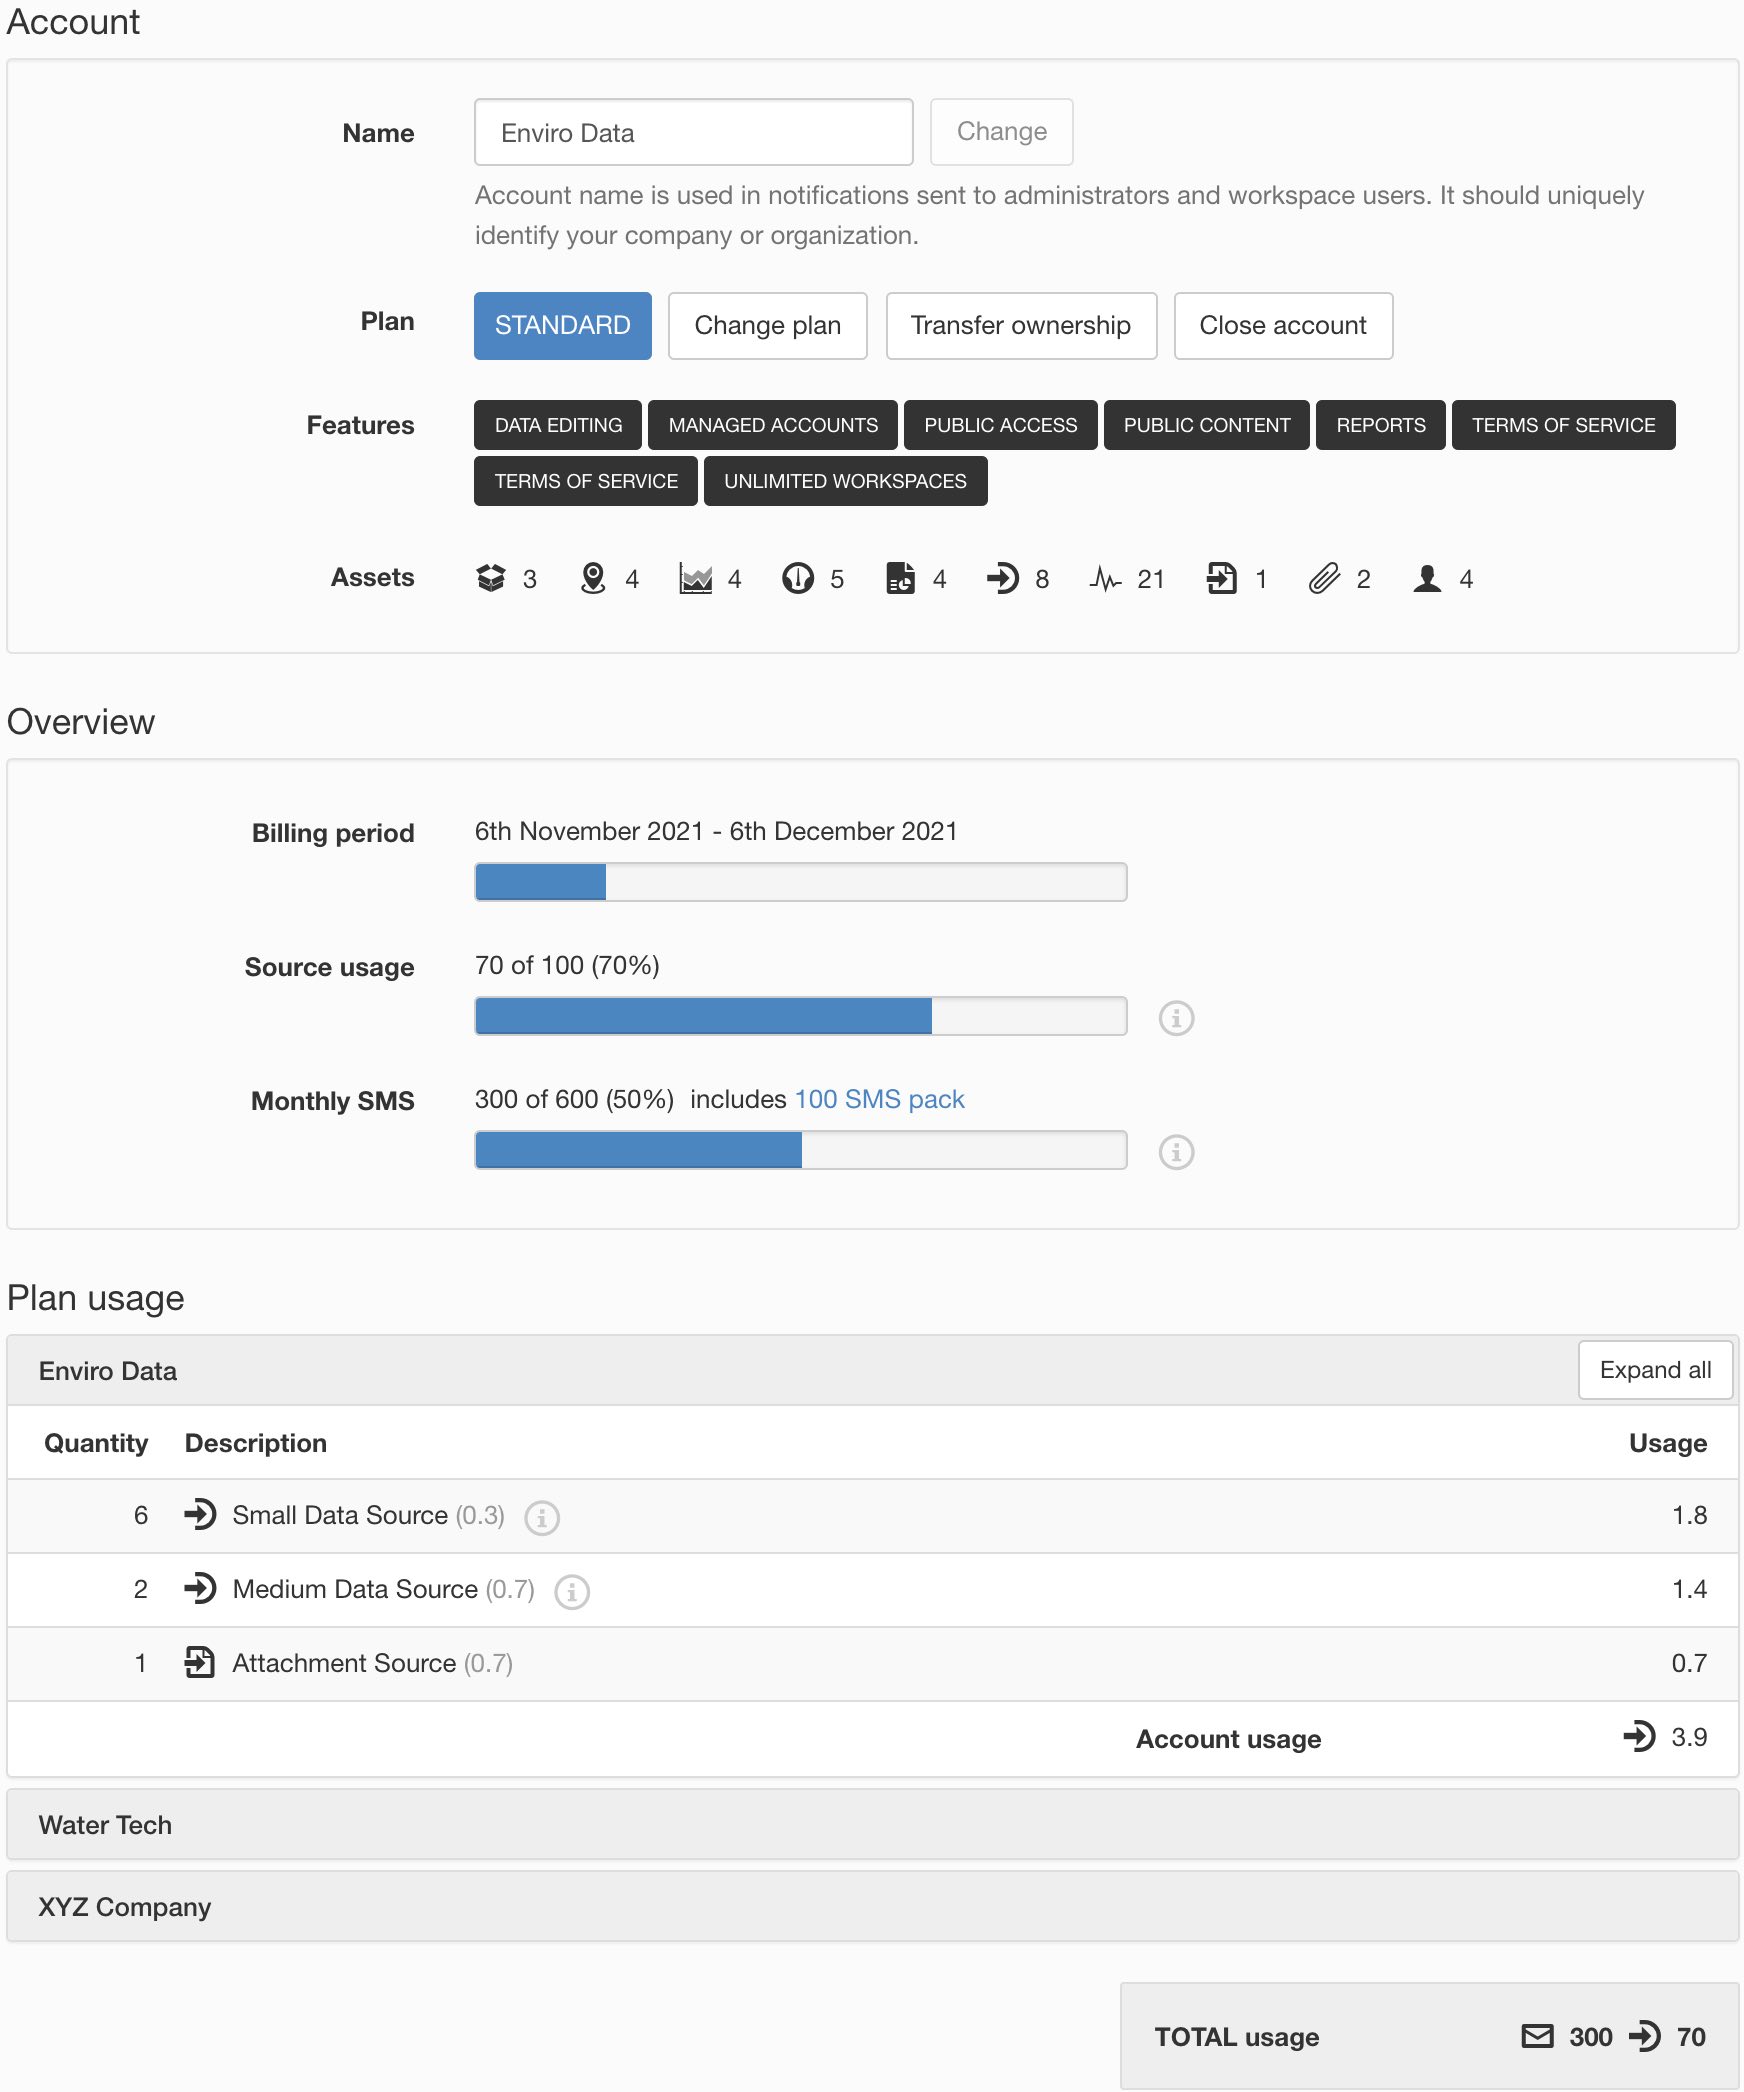 Account
Name Enviro Data Change
Account name is used in notifications sent to administrators and workspace users. It should uniquely
identify your company or organization.
Plan STANDARD Change plan Transfer ownership Close account
Features DATA EDITING MANAGED ACCOUNTS PUBLIC ACCESS PUBLIC CONTENT REPORTS TERMS OF SERVICE
TERMS OF SERVICE UNLIMITED WORKSPACES
Assets 3 4 4 5 4 8 21 1 2 4
Overview
Billing period 6th November 2021 - 6th December 2021
Source usage 70 of 100 (70%)
Monthly SMS 300 of 600 (50%) includes 100 SMS pack
Plan usage
Enviro Data Expand all
Quantity Description Usage
6 Small Data Source (0.3) 1.8
2 Medium Data Source (0.7) 1.4
1 Attachment Source (0.7) 0.7
Account usage 3.9
Water Tech
XYZ Company
TOTAL usage 300 70